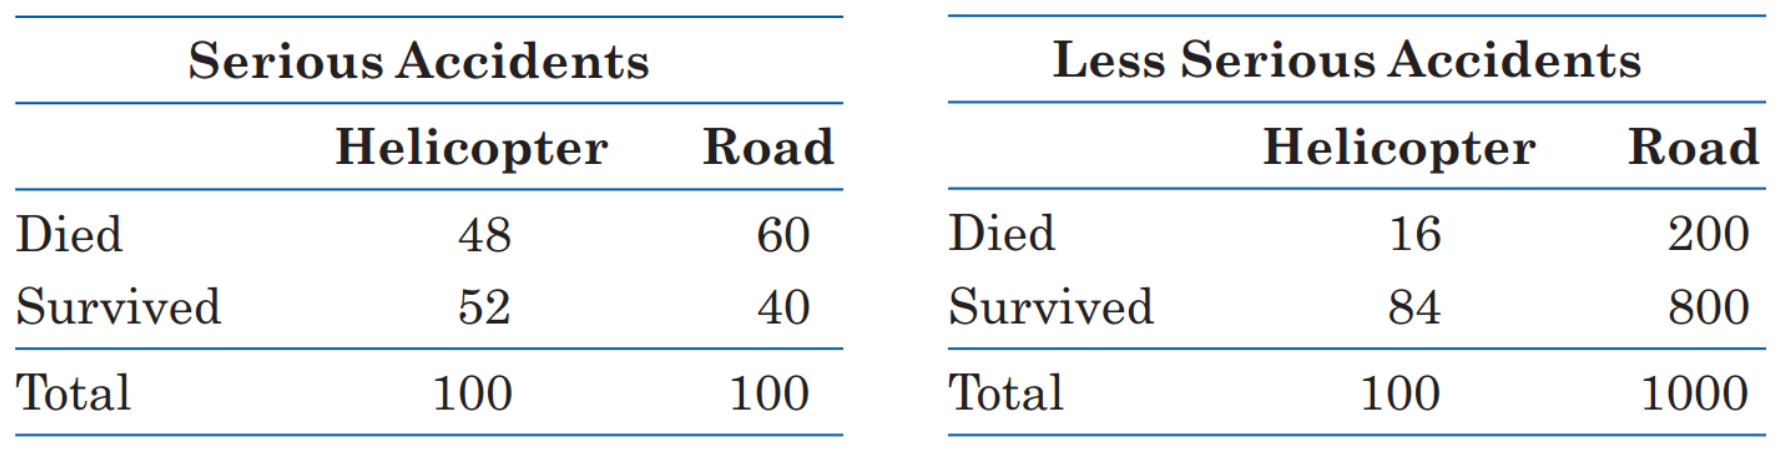 Serious Accidents
Helicopter Road
Died 48 60
Survived 52 40
Total 100 100
Less Serious Accidents
Helicopter Road
Died 16 200
Survived 84 800
Total 100 1000